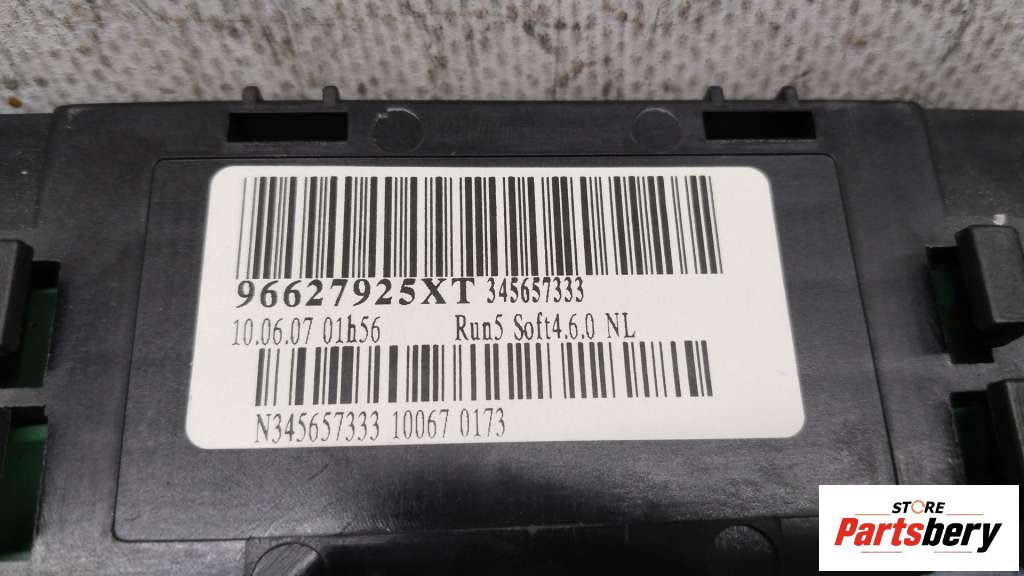 96627925XT 345657333
10.06.07 01h56 Run5 Soft4.6.0 NL
N345657333 10067 0173
STORE
Partsbery